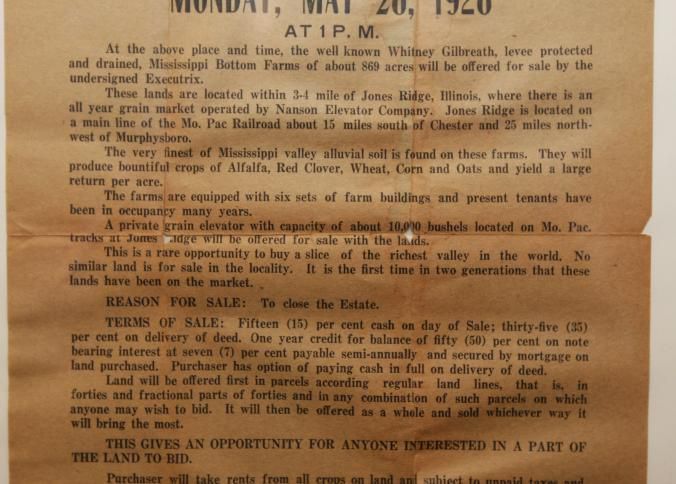 MONDAY, MAY 28, 1928
AT 1 P. M.
At the above place and time, the well known Whitney Gilbreath, levee protected
and drained, Mississippi Bottom Farms of about 869 acres will be offered for sale by the
undersigned Executrix.
These lands are located within 3-4 mile of Jones Ridge, Illinois, where there is an
all year grain market operated by Nanson Elevator Company. Jones Ridge is located on
a main line of the Mo. Pac Railroad about 15 miles south of Chester and 25 miles north-
west of Murphysboro.
The very finest of Mississippi valley alluvial soil is found on these farms. They will
produce bountiful crops of Alfalfa, Red Clover, Wheat, Corn and Oats and yield a large
return per acre.
The farms are equipped with six sets of farm buildings and present tenants have
been in occupancy many years.
A private grain elevator with capacity of about 10,000 bushels located on Mo. Pac.
tracks at Jones Ridge will be offered for sale with the lands.
This is a rare opportunity to buy a slice of the richest valley in the world. No
similar land is for sale in the locality. It is the first time in two generations that these
lands have been on the market.
REASON FOR SALE: To close the Estate.
TERMS OF SALE: Fifteen (15) per cent cash on day of Sale; thirty-five (35)
per cent on delivery of deed. One year credit for balance of fifty (50) per cent on note
bearing interest at seven (7) per cent payable semi-annually and secured by mortgage on
land purchased. Purchaser has option of paying cash in full on delivery of deed.
Land will be offered first in parcels according regular land lines, that is, in
forties and fractional parts of forties and in any combination of such parcels on which
anyone may wish to bid. It will then be offered as a whole and sold whichever way it
will bring the most.
THIS GIVES AN OPPORTUNITY FOR ANYONE INTERESTED IN A PART OF
THE LAND TO BID.
Purchaser will take rents from all crops on land and subject to unpaid taxes and